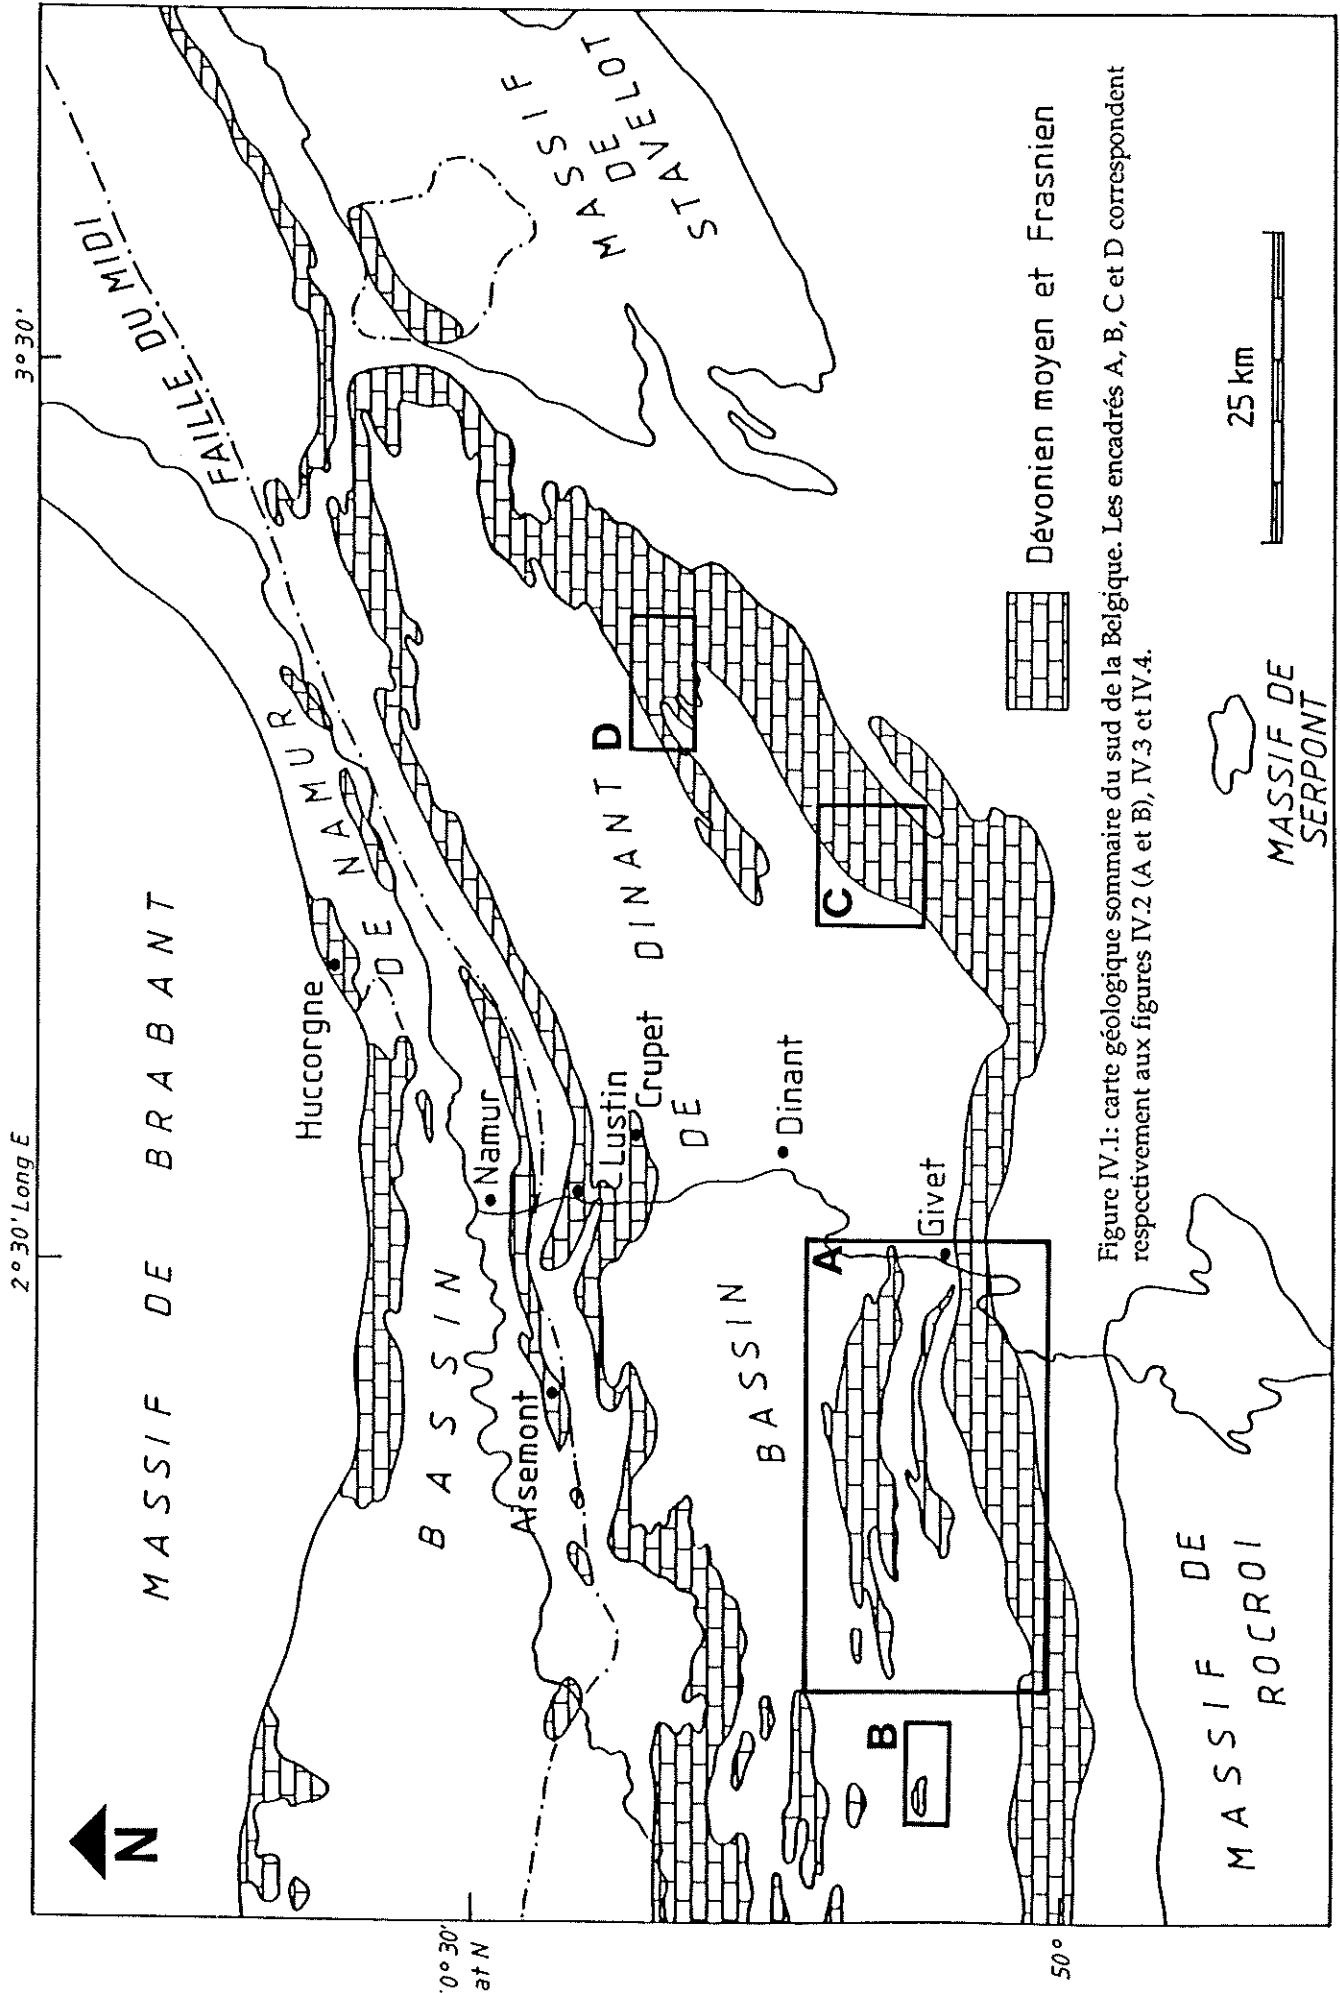 2°30' Long E
3°30'
N
MASSIF DE BRABANT
FAILLE DU MIDI
Huccorgne
BASSIN DE NAMUR
Namur
Aisemont
Lustin
Crupet
MASSIF
DE
STAVELOT
BASSIN DE DINANT
Dinant
D
C
A
B
Givet
0°30'
at N
50°
MASSIF DE
ROCROI
MASSIF DE
SERPONT
Dévonien moyen et Frasnien
25 km
Figure IV.1: carte géologique sommaire du sud de la Belgique. Les encadrés A, B, C et D correspondent
respectivement aux figures IV.2 (A et B), IV.3 et IV.4.